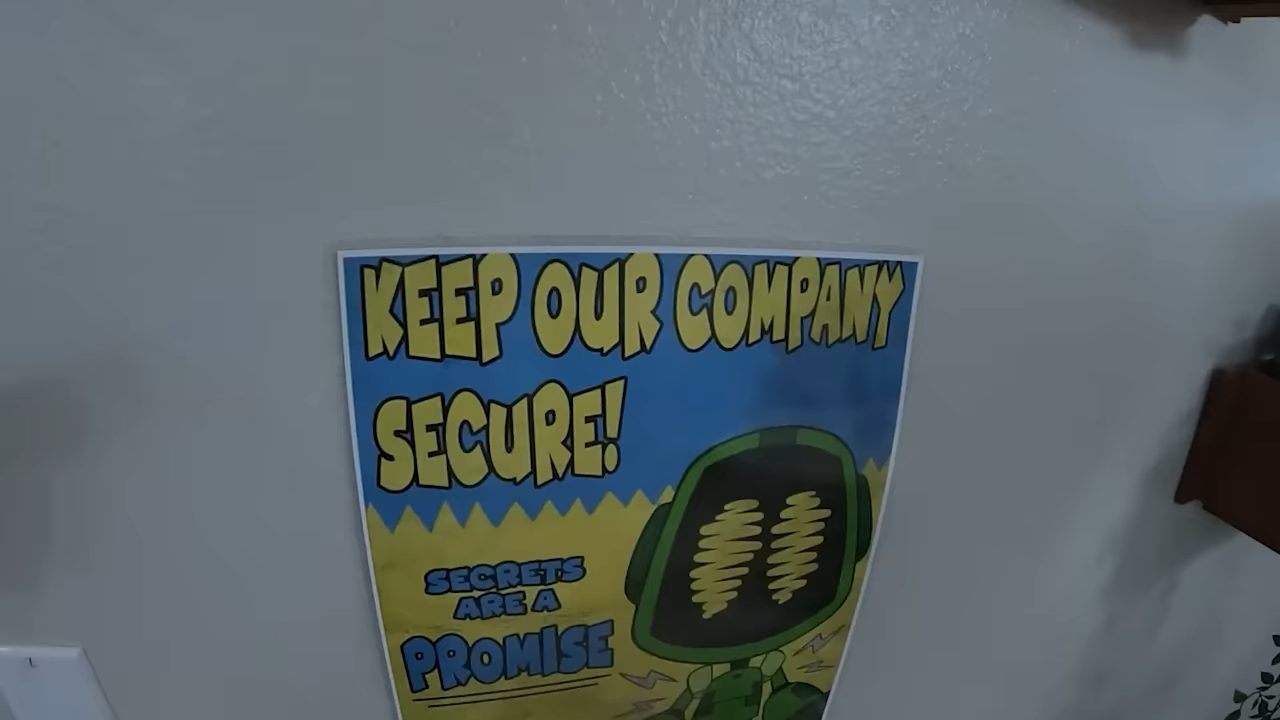 KEEP OUR COMPANY
SECURE!
SECRETS
ARE A
PROMISE